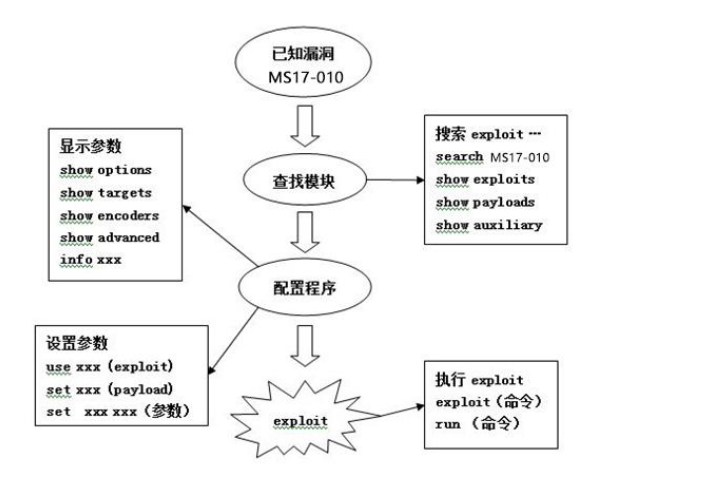 已知漏洞
MS17-010
显示参数
show options
show targets
show encoders
show advanced
info xxx
查找模块
搜索 exploit ···
search MS17-010
show exploits
show payloads
show auxiliary
配置程序
设置参数
use xxx (exploit)
set xxx (payload)
set xxx xxx（参数）
exploit
执行 exploit
exploit（命令）
run （命令）